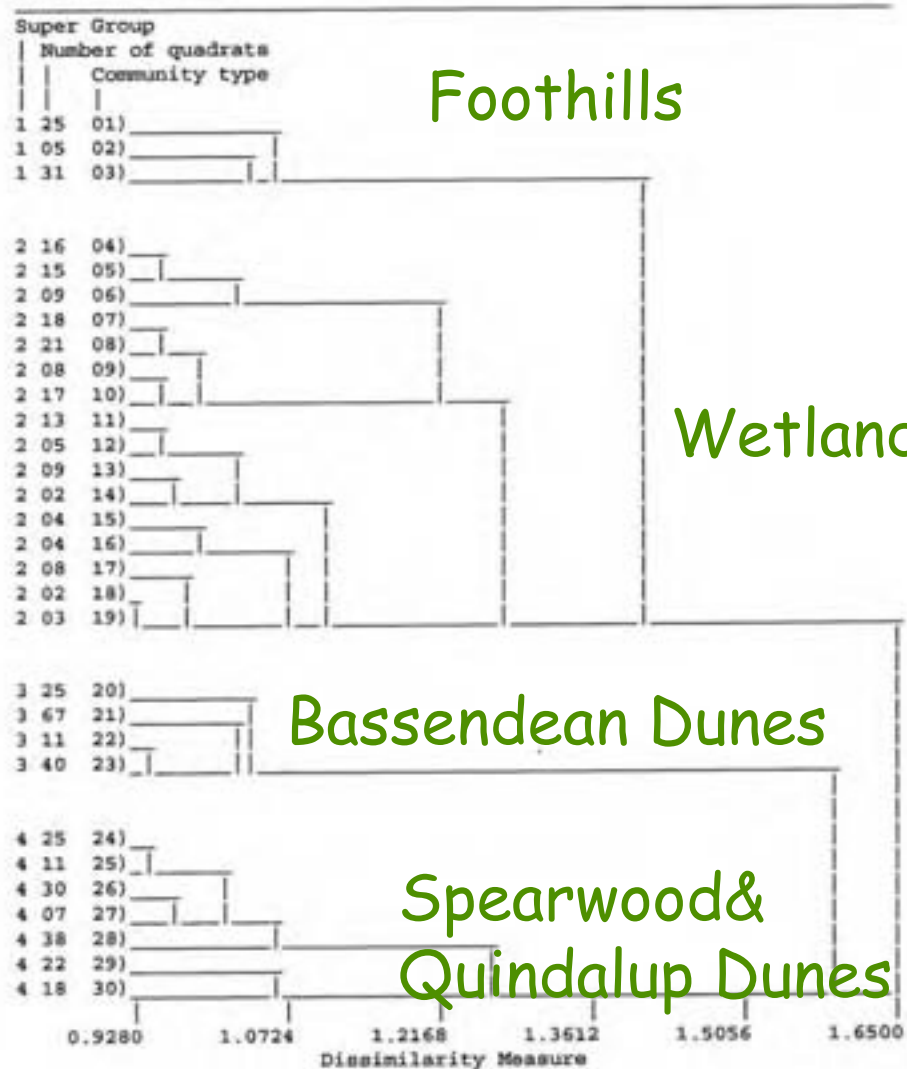 Super Group
Number of quadrats
Community type
Foothills
1 25 01)
1 05 02)
1 31 03)
2 16 04)
2 15 05)
2 09 06)
2 18 07)
2 21 08)
2 08 09)
2 17 10)
2 13 11)
Wetland
2 05 12)
2 09 13)
2 02 14)
2 04 15)
2 04 16)
2 08 17)
2 02 18)
2 03 19)
3 25 20)
3 67 21)
Bassendean Dunes
3 11 22)
3 40 23)
4 25 24)
4 11 25)
4 30 26)
Spearwood&
4 07 27)
4 38 28)
4 22 29)
Quindalup Dunes
4 18 30)
0.9280 1.0724 1.2168 1.3612 1.5056 1.6500
Dissimilarity Measure